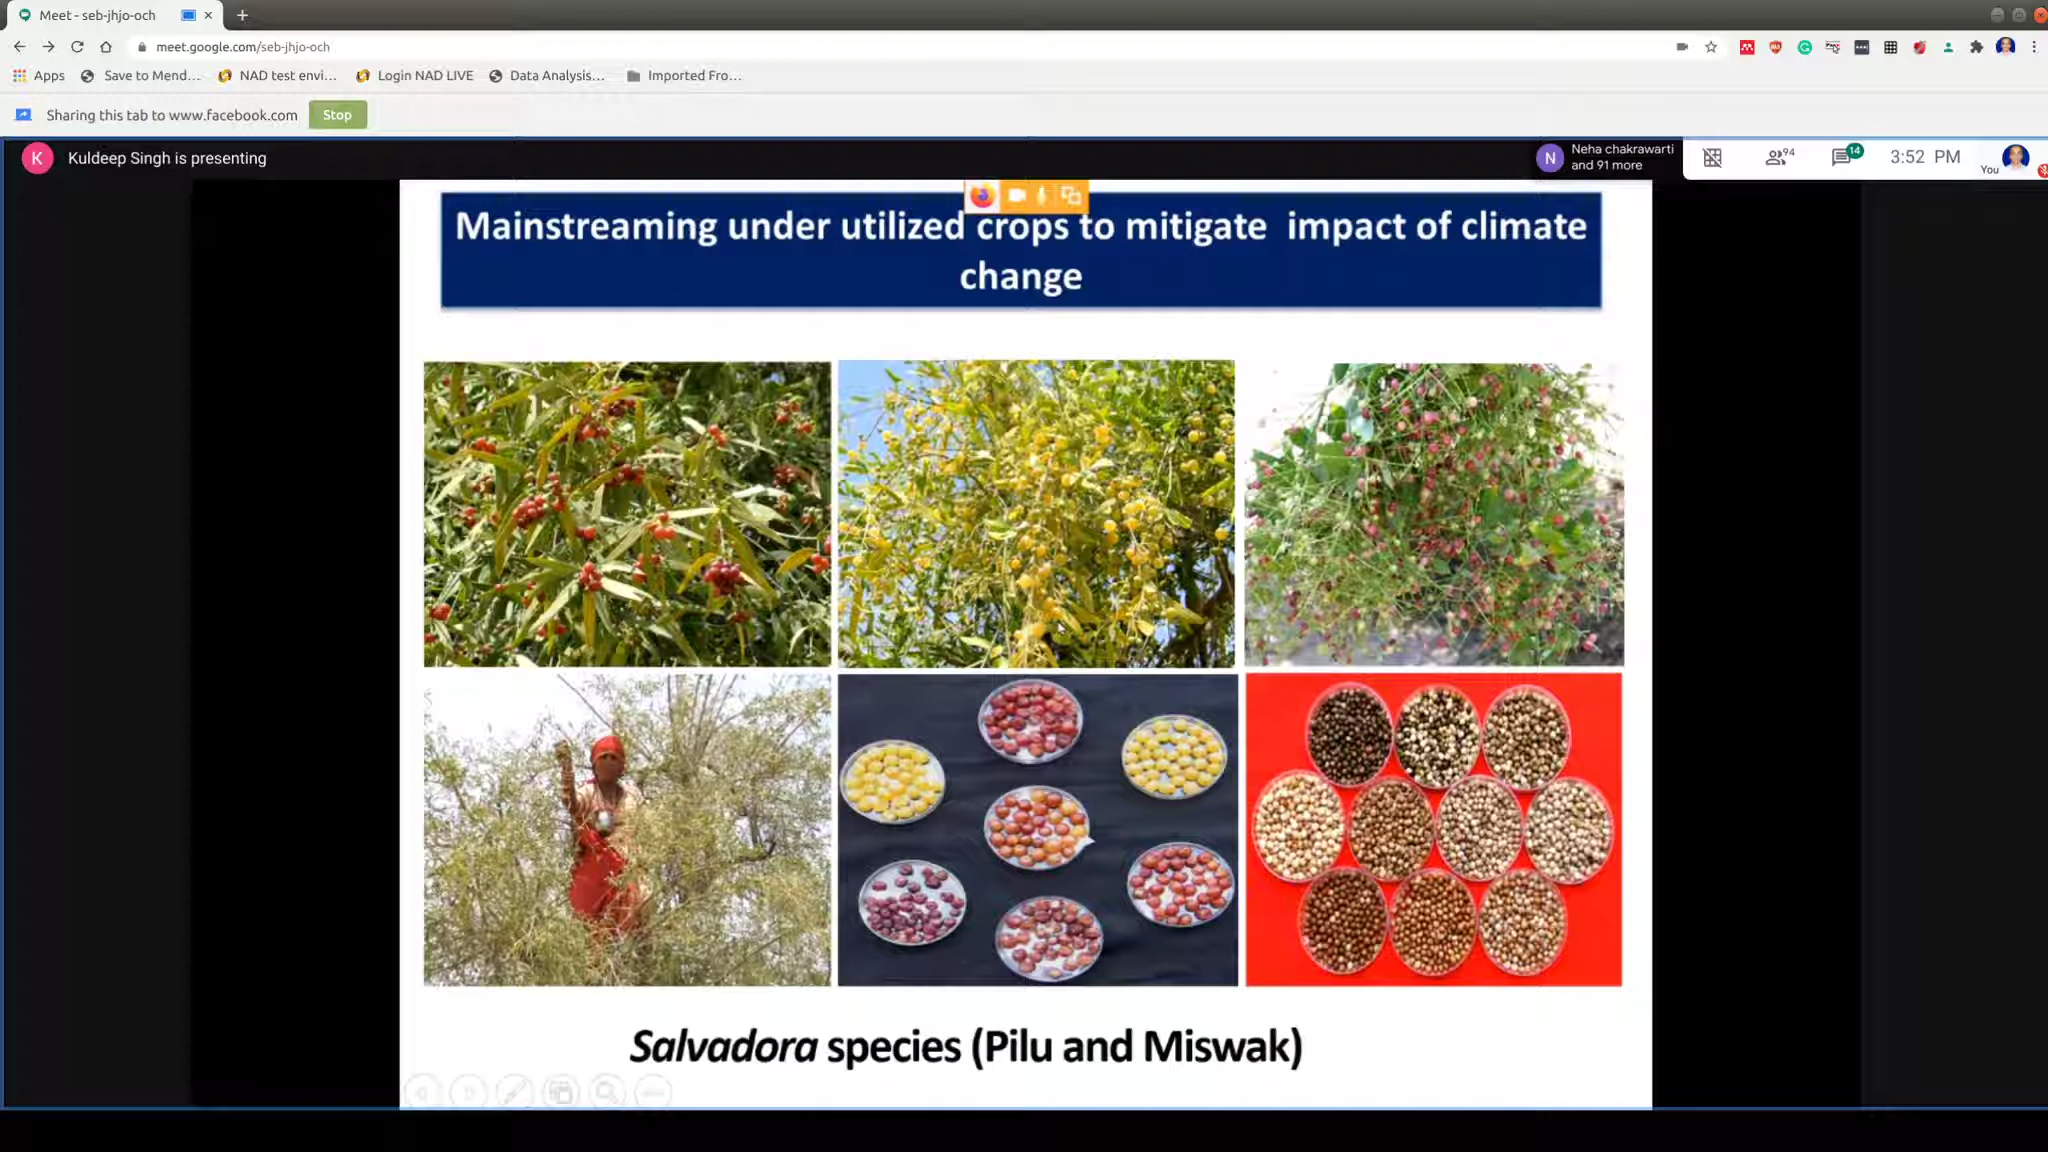 Meet - seb-jhjo-och
meet.google.com/seb-jhjo-och
Apps Save to Mend... NAD test envi... Login NAD LIVE Data Analysis... Imported Fro...
Sharing this tab to www.facebook.com Stop
K Kuldeep Singh is presenting
N Neha chakrawarti
and 91 more
94 14 3:52 PM You
Mainstreaming under utilized crops to mitigate impact of climate
change
Salvadora species (Pilu and Miswak)